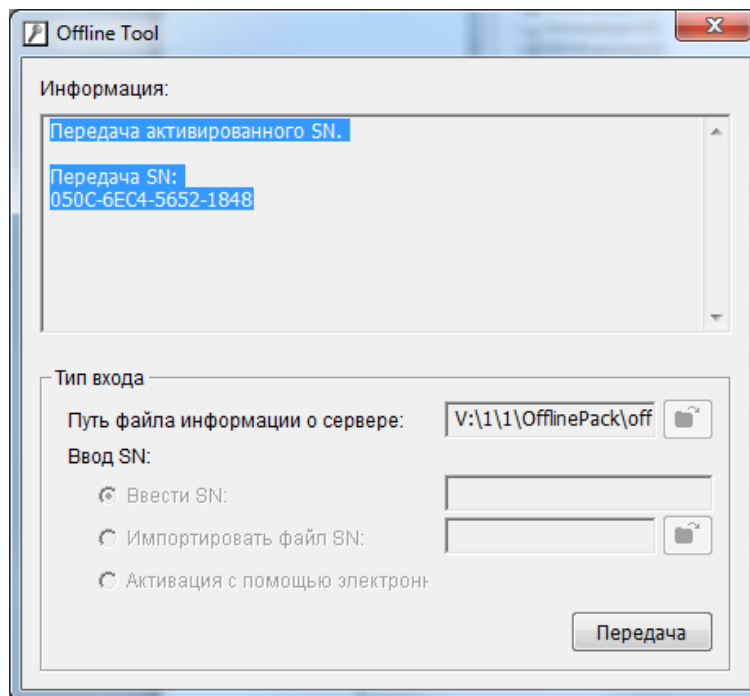 Offline Tool
Информация:
Передача активированного SN.
Передача SN:
050C-6EC4-5652-1848
Тип входа
Путь файла информации о сервере:
V:\1\1\OfflinePack\off
Ввод SN:
Ввести SN:
Импортировать файл SN:
Активация с помощью электронн
Передача